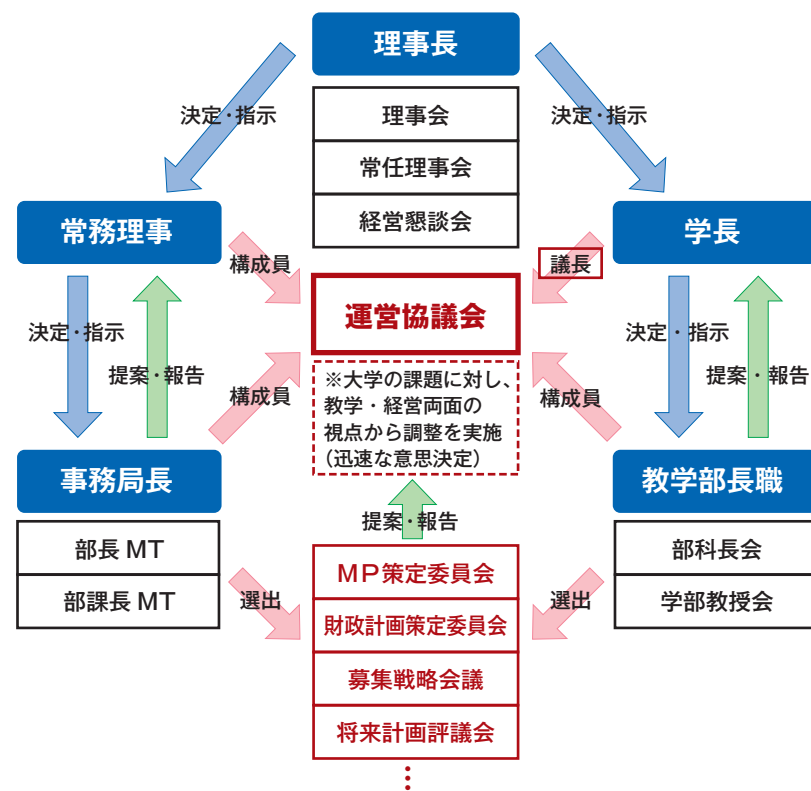 理事長
決定・指示
決定・指示
理事会
常任理事会
経営懇談会
常務理事
学長
構成員
議長
運営協議会
決定・指示
提案・報告
決定・指示
提案・報告
構成員
構成員
※大学の課題に対し、
教学・経営両面の
視点から調整を実施
（迅速な意思決定）
事務局長
教学部長職
部長 MT
部課長 MT
提案・報告
部科長会
学部教授会
選出
選出
MP策定委員会
財政計画策定委員会
募集戦略会議
将来計画評議会
⋮